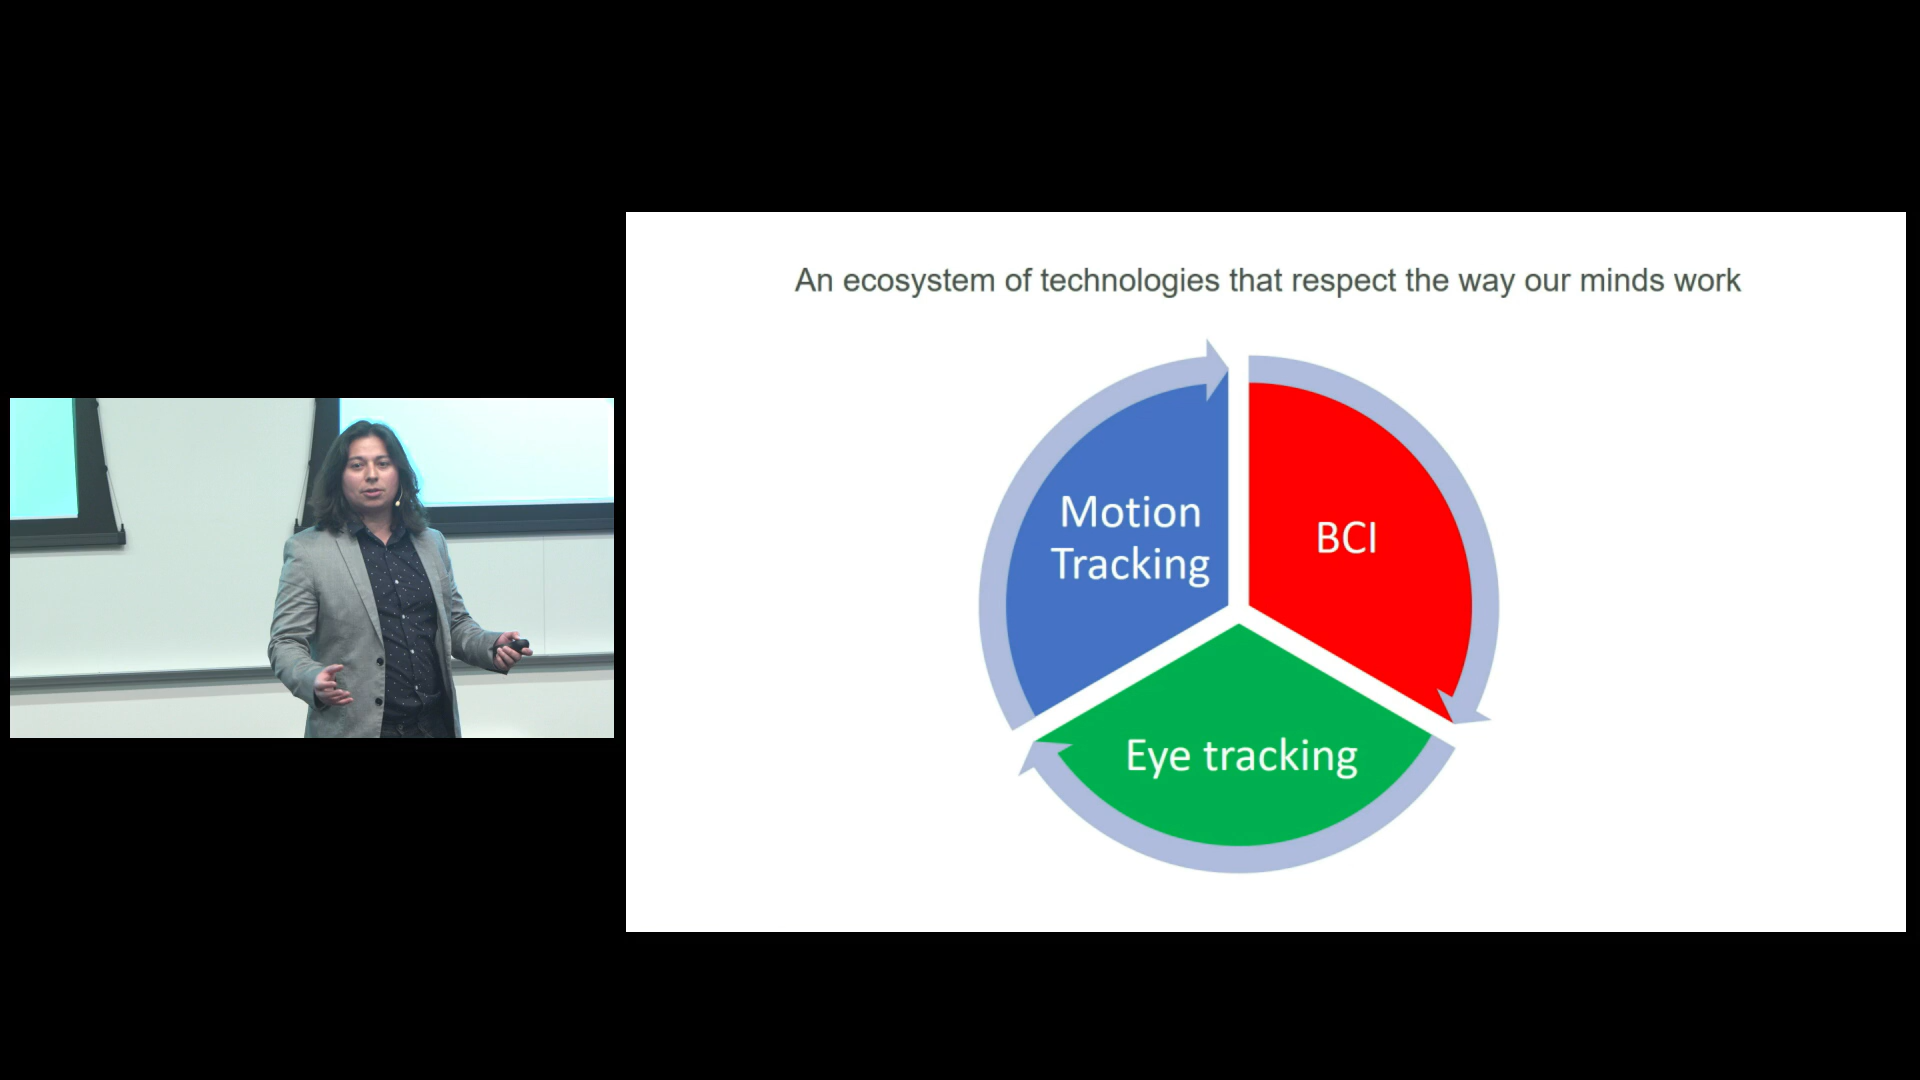 An ecosystem of technologies that respect the way our minds work
Motion
Tracking
BCI
Eye tracking